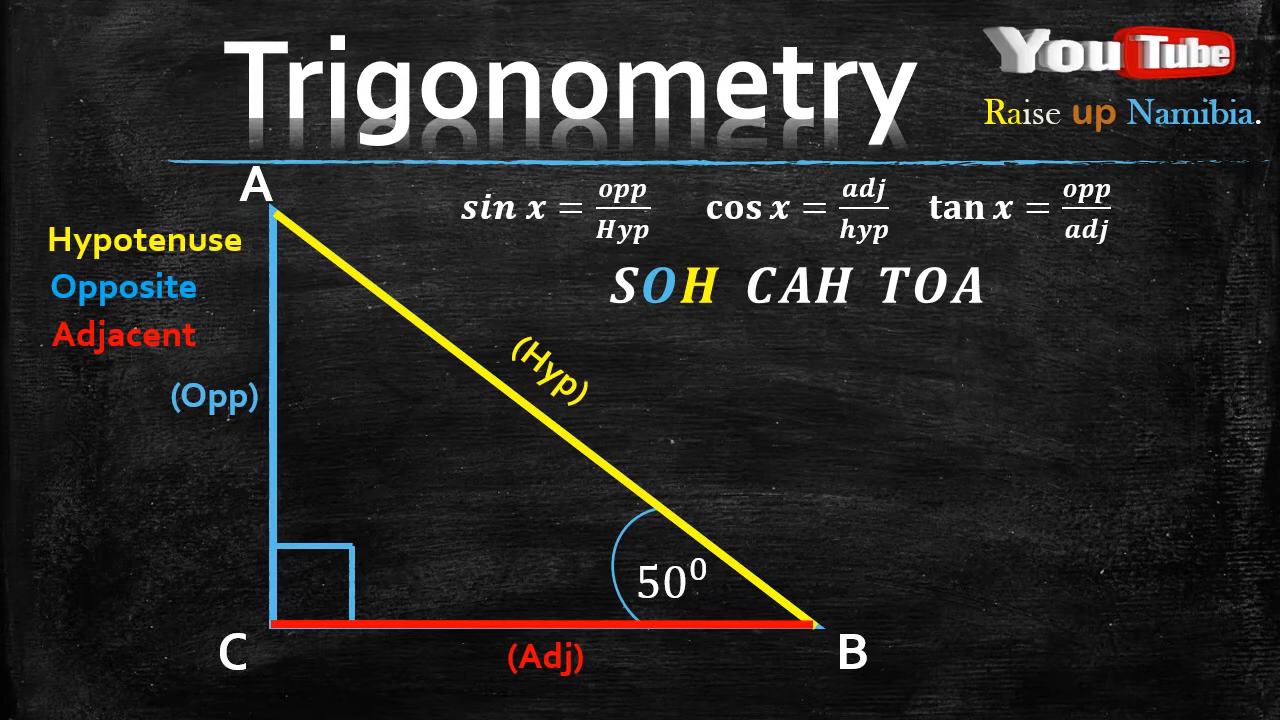 Trigonometry
YouTube
Raise up Namibia.
A
sin x = opp/Hyp cos x = adj/hyp tan x = opp/adj
Hypotenuse
SOH CAH TOA
Opposite
Adjacent
(Hyp)
(Opp)
50⁰
C
(Adj)
B